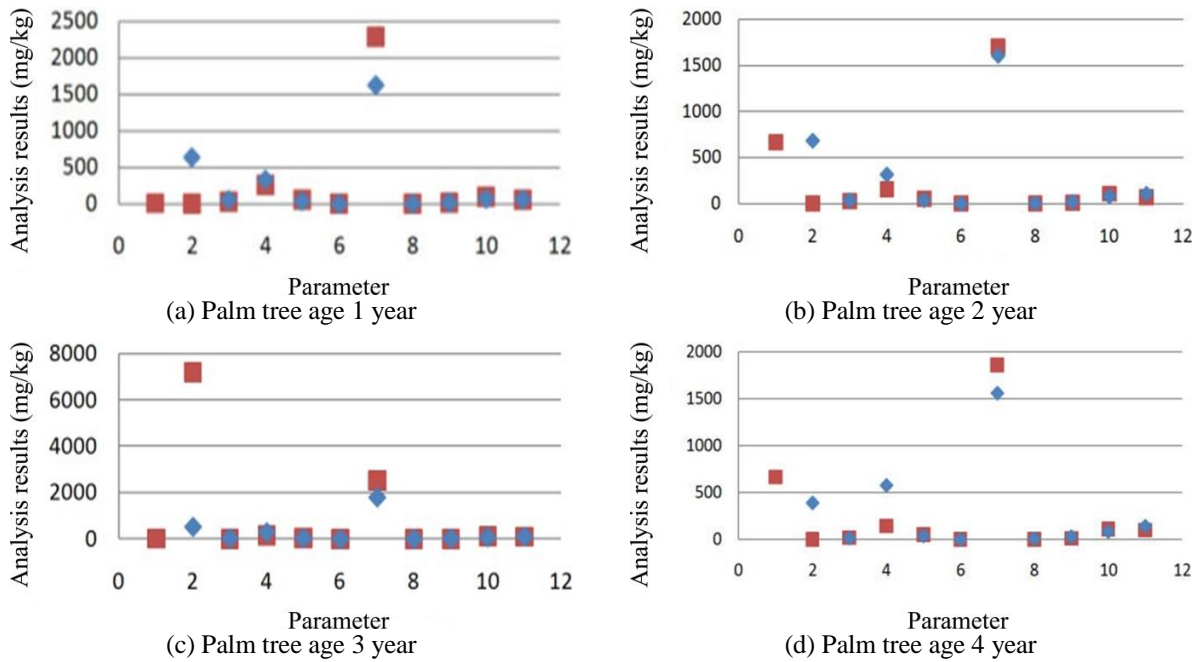 Analysis results (mg/kg)
2500
2000
1500
1000
500
0
0 2 4 6 8 10 12
Parameter
(a) Palm tree age 1 year
Analysis results (mg/kg)
2000
1500
1000
500
0
0 2 4 6 8 10 12
Parameter
(b) Palm tree age 2 year
Analysis results (mg/kg)
8000
6000
4000
2000
0
0 2 4 6 8 10 12
Parameter
(c) Palm tree age 3 year
Analysis results (mg/kg)
2000
1500
1000
500
0
0 2 4 6 8 10 12
Parameter
(d) Palm tree age 4 year